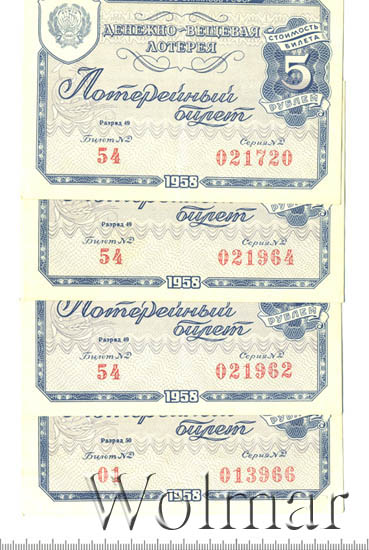 ДЕНЕЖНО-ВЕЩЕВАЯ
ЛОТЕРЕЯ
СТОИМОСТЬ
БИЛЕТА
5
РУБЛЕЙ
Лотерейный
билет
Разряд 49
Билет №
Серия №
54
021720
1958
билет
Разряд 49
Билет №
Серия №
54
021964
1958
Лотерейный
билет
РУБЛЕЙ
Разряд 49
Билет №
Серия №
54
021962
1958
билет
РУБЛЕЙ
Разряд 50
Билет №
Серия №
01
013966
1958
Wolmar